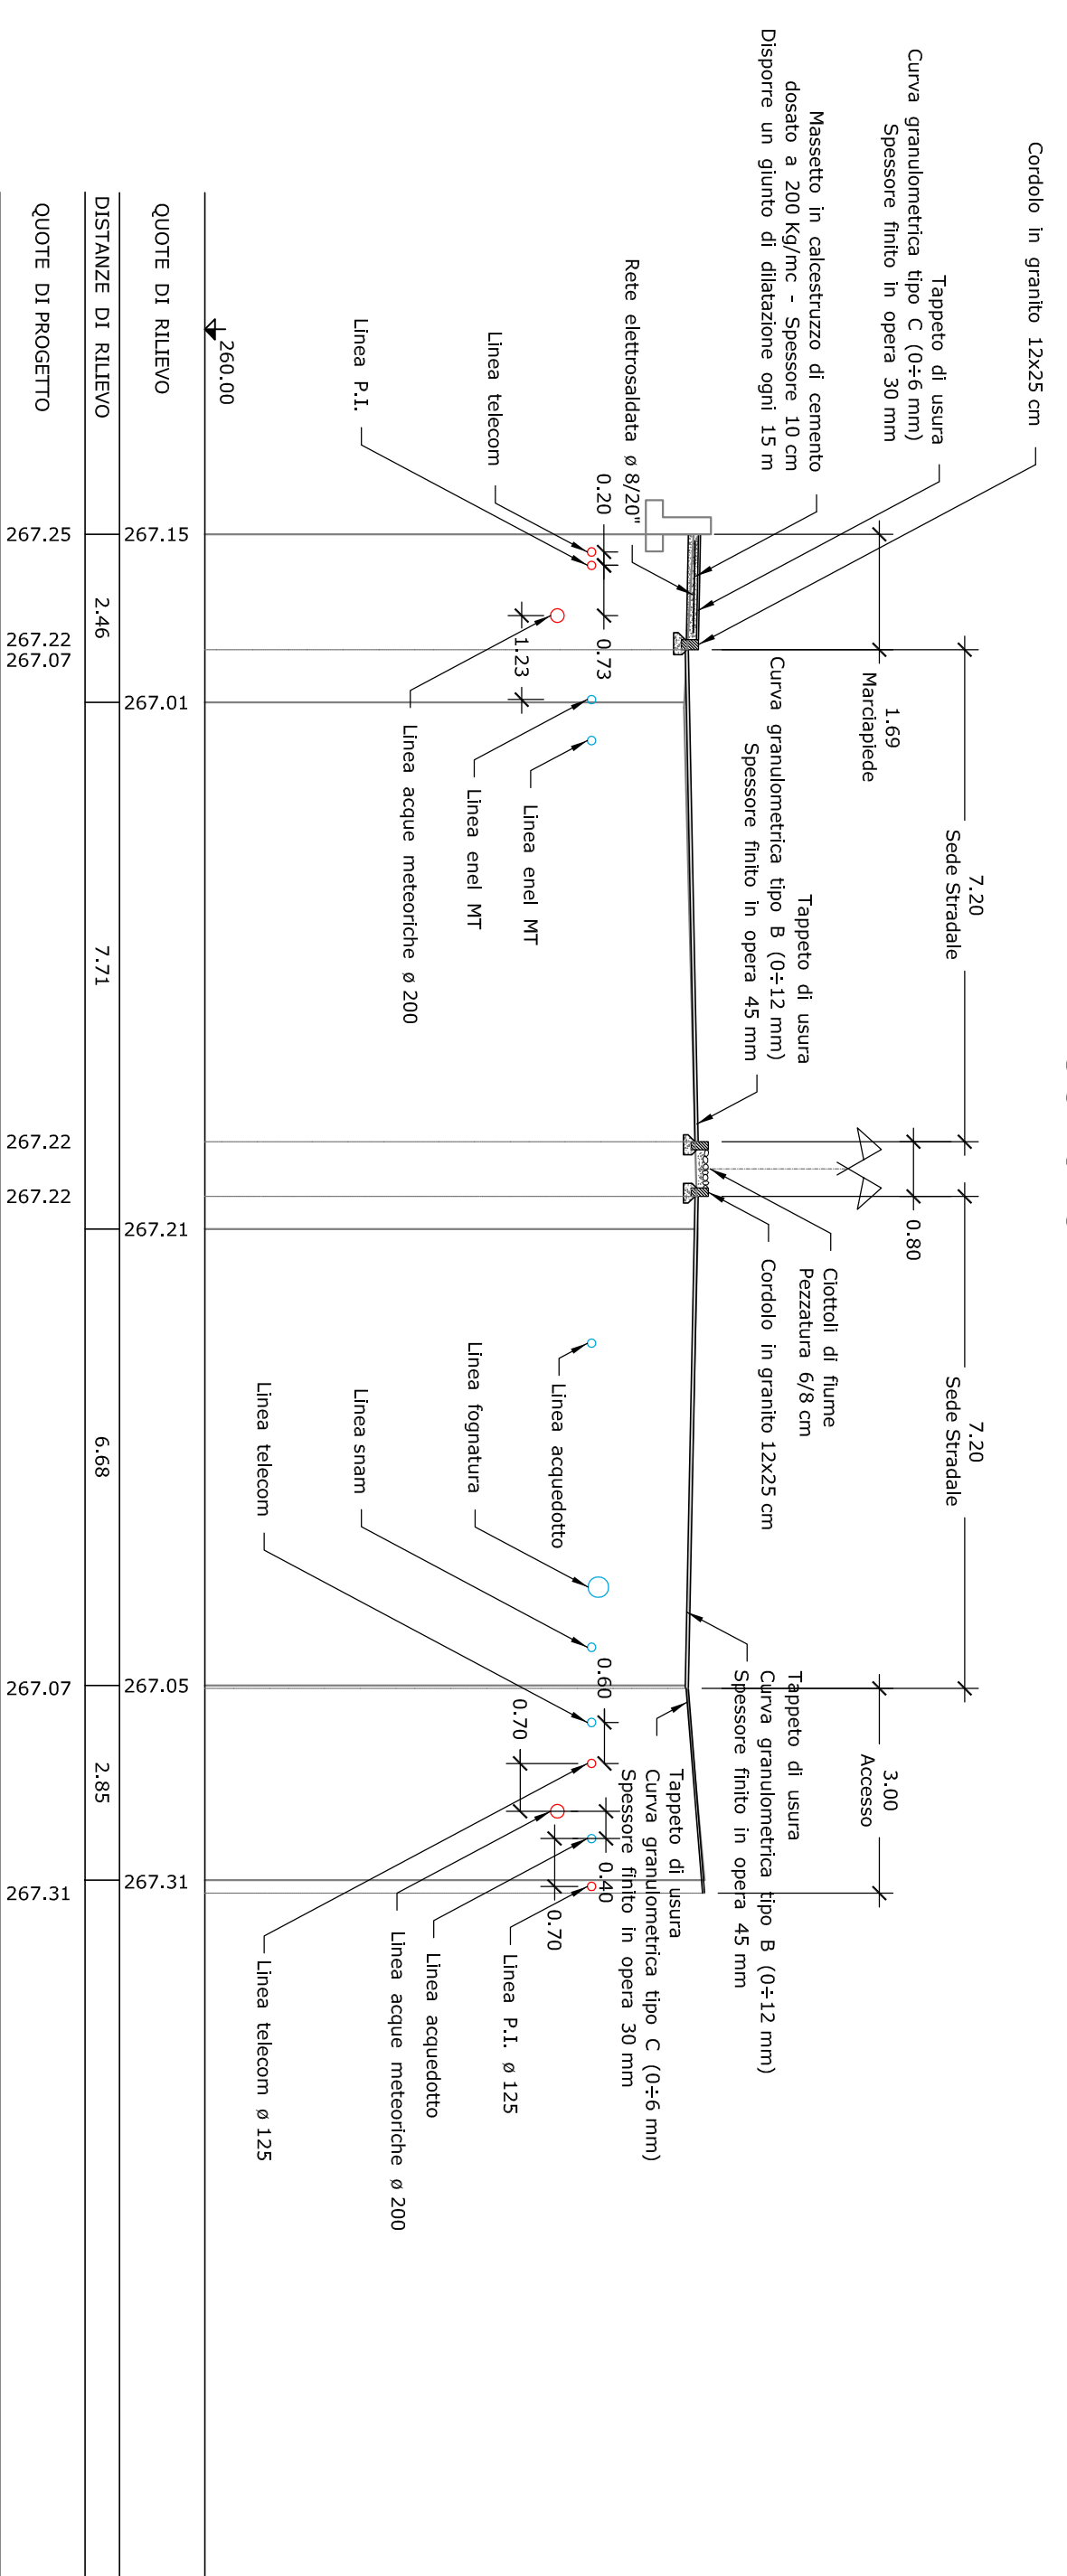 Cordolo in granito 12x25 cm
Tappeto di usura
Curva granulometrica tipo C (0÷6 mm)
Spessore finito in opera 30 mm
Massetto in calcestruzzo di cemento
dosato a 200 Kg/mc - Spessore 10 cm
Disporre un giunto di dilatazione ogni 15 m
Rete elettrosaldata ø 8/20"
Linea telecom
Linea P.I.
7.20
Sede Stradale
7.20
Sede Stradale
0.80
1.69
Marciapiede
3.00
Accesso
Ciottoli di fiume
Pezzatura 6/8 cm
Cordolo in granito 12x25 cm
Tappeto di usura
Curva granulometrica tipo B (0÷12 mm)
Spessore finito in opera 45 mm
Tappeto di usura
Curva granulometrica tipo B (0÷12 mm)
Spessore finito in opera 45 mm
Tappeto di usura
Curva granulometrica tipo C (0÷6 mm)
Spessore finito in opera 30 mm
0.20
0.73
1.23
0.60
0.70
0.40
0.70
Linea enel MT
Linea enel MT
Linea acque meteoriche ø 200
Linea acquedotto
Linea fognatura
Linea snam
Linea telecom
Linea P.I. ø 125
Linea acquedotto
Linea acque meteoriche ø 200
Linea telecom ø 125
260.00
QUOTE DI RILIEVO
267.15
267.01
267.21
267.05
267.31
DISTANZE DI RILIEVO
2.46
7.71
6.68
2.85
QUOTE DI PROGETTO
267.25
267.22
267.07
267.22
267.22
267.07
267.31